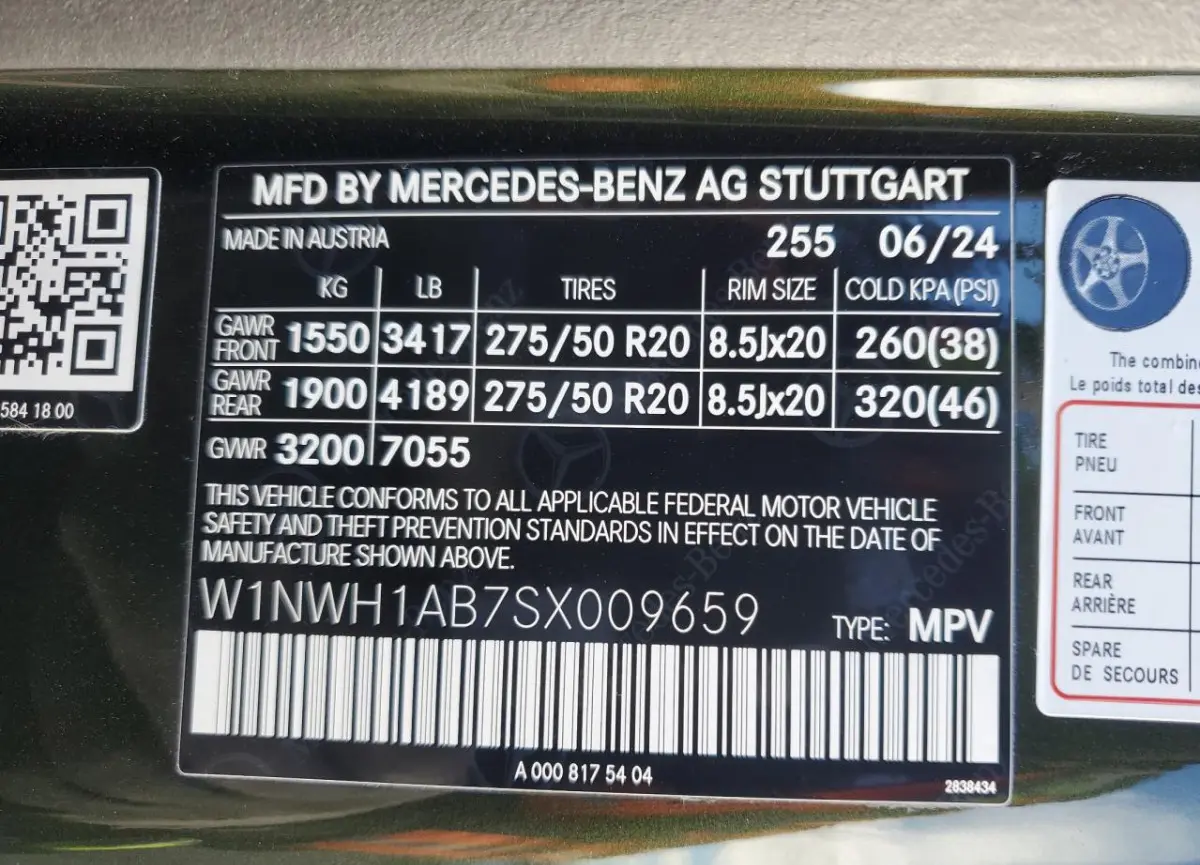 MFD BY MERCEDES-BENZ AG STUTTGART
MADE IN AUSTRIA 255 06/24
KG LB TIRES RIM SIZE COLD KPA (PSI)
GAWR FRONT 1550 3417 275/50 R20 8.5Jx20 260(38)
GAWR REAR 1900 4189 275/50 R20 8.5Jx20 320(46)
GVWR 3200 7055
THIS VEHICLE CONFORMS TO ALL APPLICABLE FEDERAL MOTOR VEHICLE
SAFETY AND THEFT PREVENTION STANDARDS IN EFFECT ON THE DATE OF
MANUFACTURE SHOWN ABOVE.
W1NWH1AB7SX009659 TYPE: MPV
A 000 817 54 04
2838434
584 18 00
The combine
Le poids total des
TIRE
PNEU
FRONT
AVANT
REAR
ARRIÈRE
SPARE
DE SECOURS